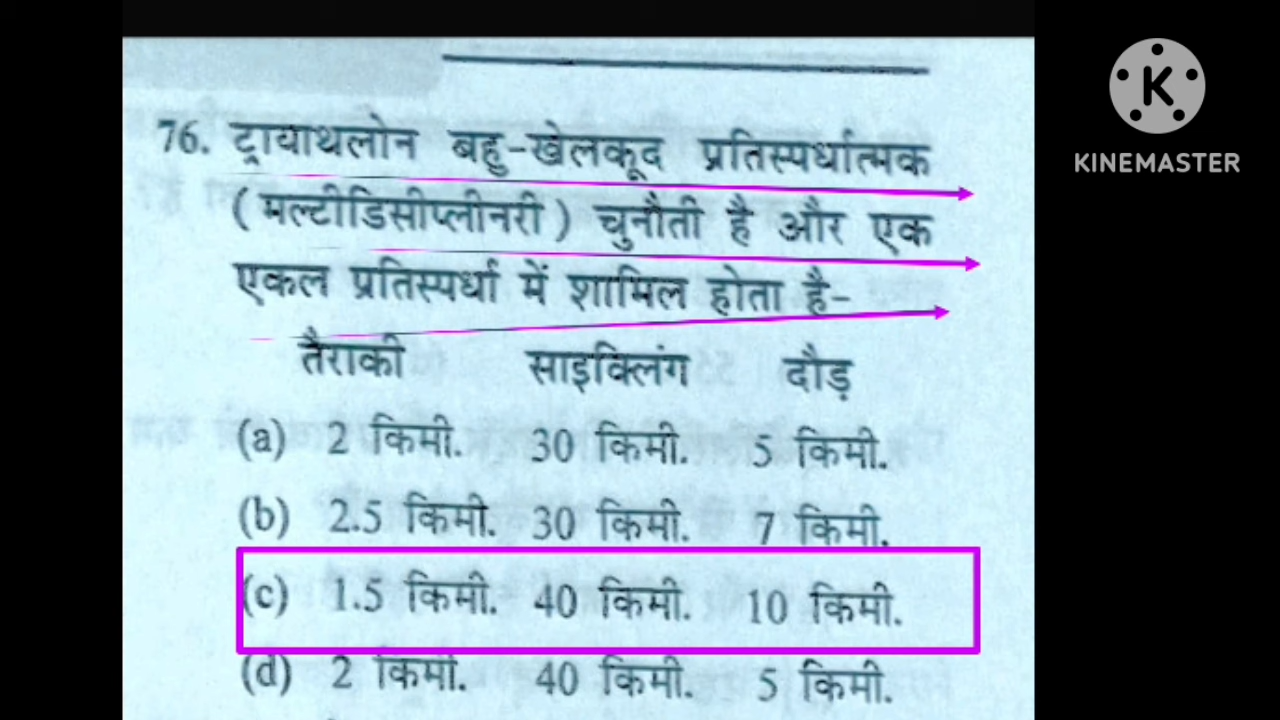 76. ट्रायाथलोन बहु-खेलकूद प्रतिस्पर्धात्मक
(मल्टीडिसीप्लीनरी) चुनौती है और एक
एकल प्रतिस्पर्धा में शामिल होता है-
तैराकी साइक्लिंग दौड़
(a) 2 किमी. 30 किमी. 5 किमी.
(b) 2.5 किमी. 30 किमी. 7 किमी.
(c) 1.5 किमी. 40 किमी. 10 किमी.
(d) 2 किमी. 40 किमी. 5 किमी.
K
KINEMASTER